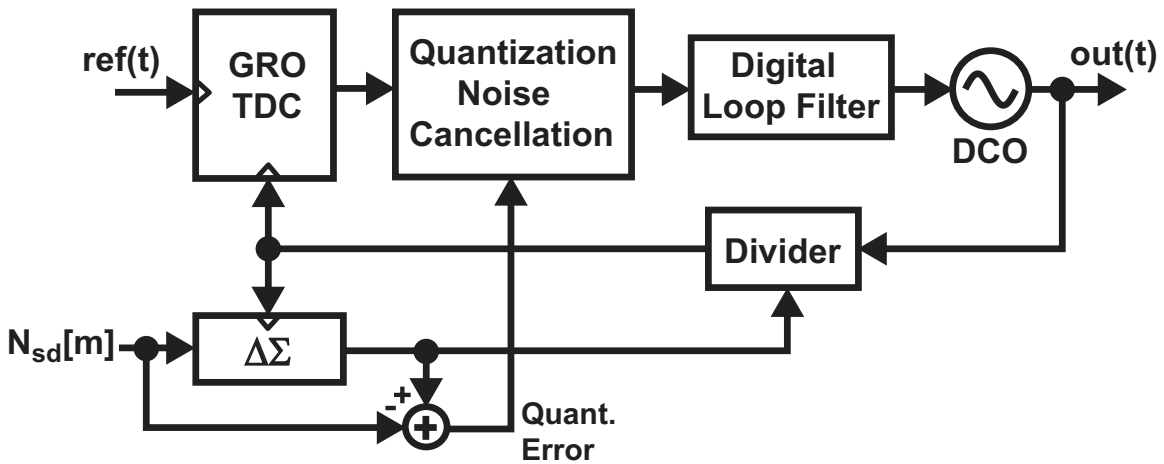 ref(t)
GRO
TDC
Quantization
Noise
Cancellation
Digital
Loop Filter
DCO
out(t)
Divider
N_sd[m]
ΔΣ
- +
+
Quant.
Error